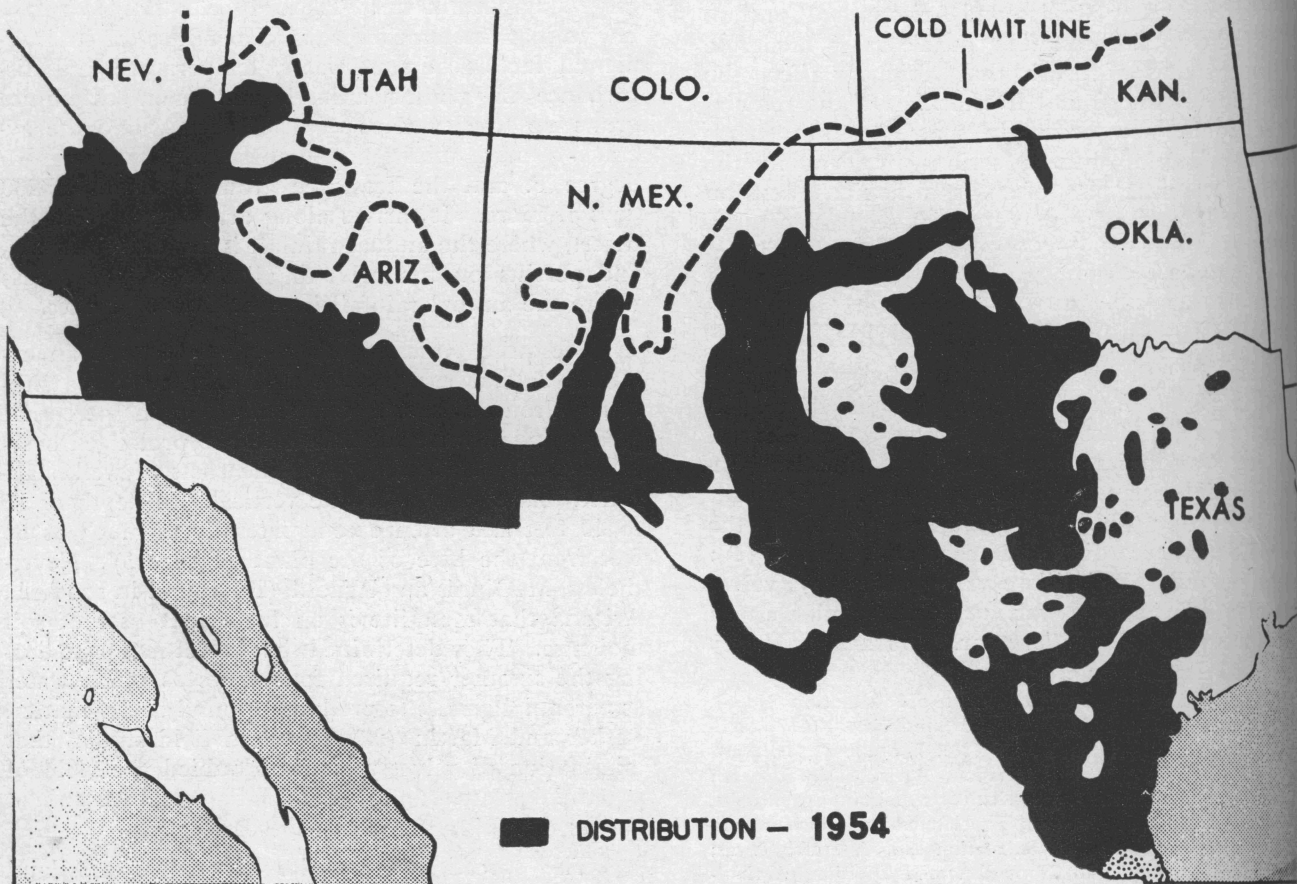 COLD LIMIT LINE
NEV.
UTAH
COLO.
KAN.
N. MEX.
OKLA.
ARIZ.
TEXAS
DISTRIBUTION – 1954